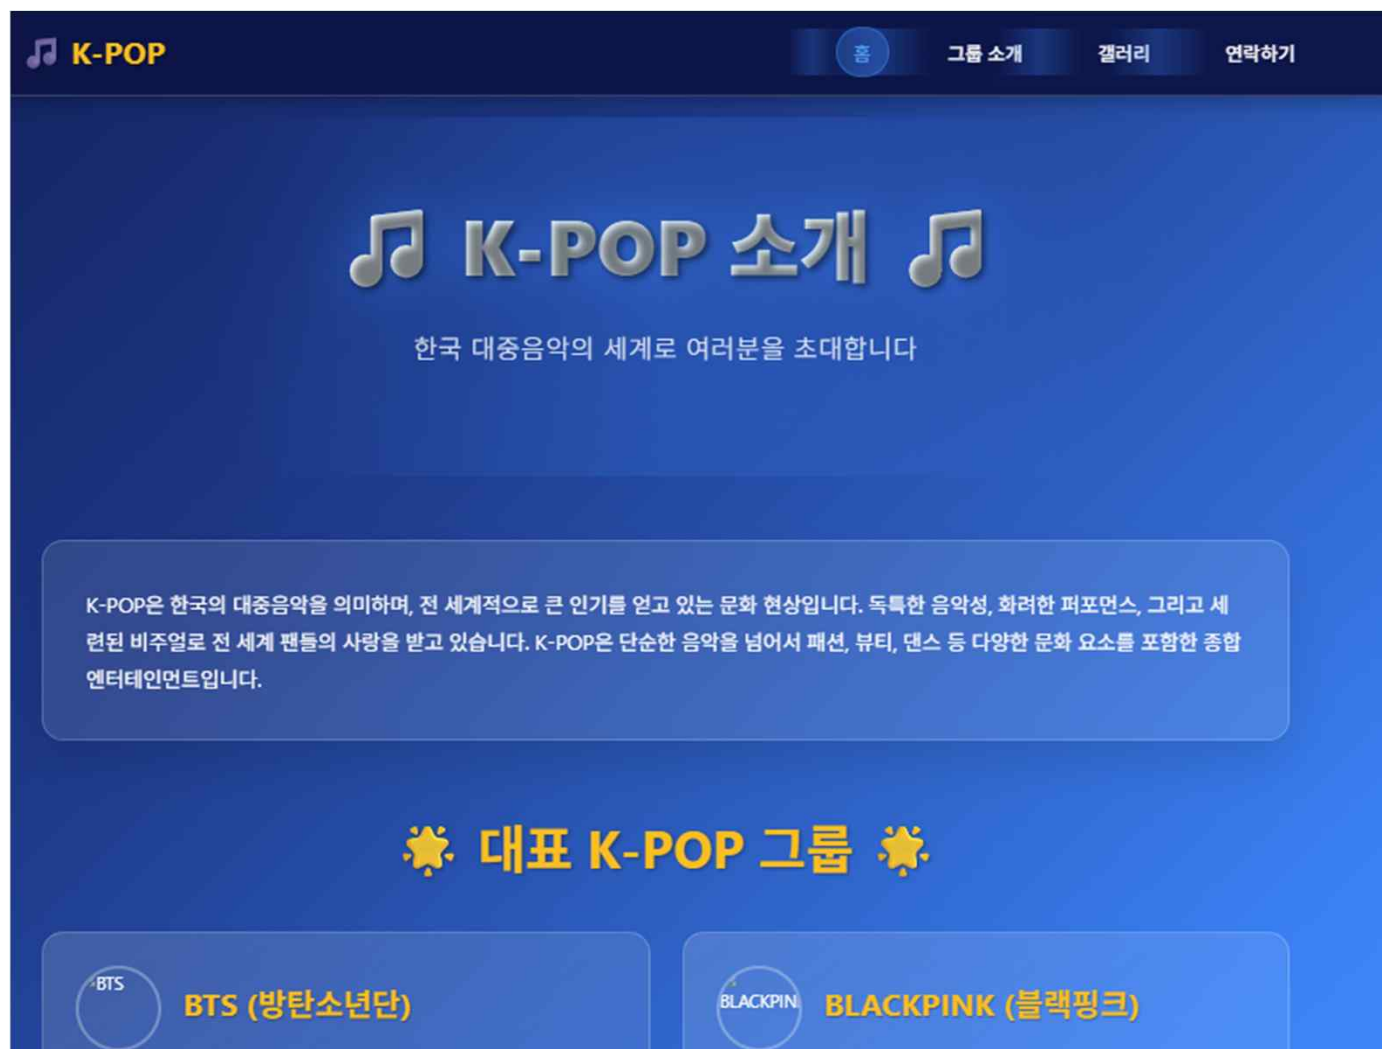 🎵 K-POP
홈 그룹 소개 갤러리 연락하기
🎵 K-POP 소개 🎵
한국 대중음악의 세계로 여러분을 초대합니다
K-POP은 한국의 대중음악을 의미하며, 전 세계적으로 큰 인기를 얻고 있는 문화 현상입니다. 독특한 음악성, 화려한 퍼포먼스, 그리고 세
련된 비주얼로 전 세계 팬들의 사랑을 받고 있습니다. K-POP은 단순한 음악을 넘어서 패션, 뷰티, 댄스 등 다양한 문화 요소를 포함한 종합
엔터테인먼트입니다.
🌟 대표 K-POP 그룹 🌟
BTS
BTS (방탄소년단)
BLACKPIN
BLACKPINK (블랙핑크)